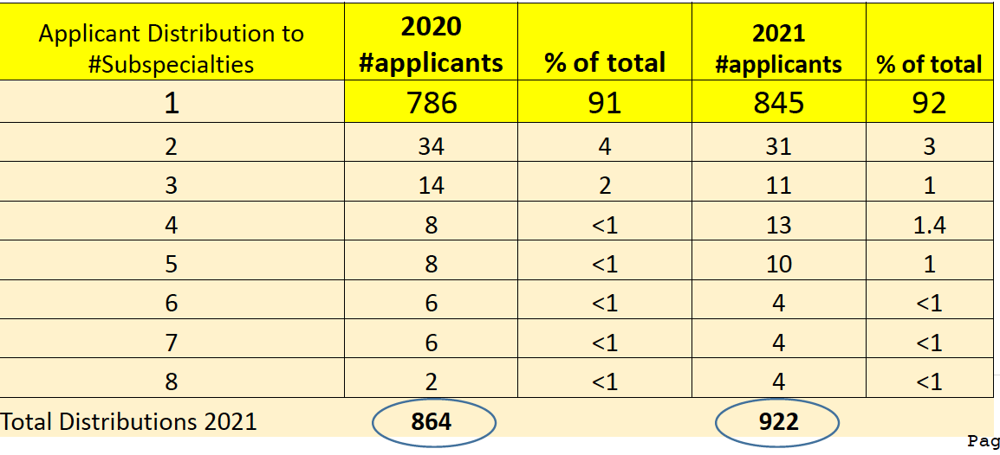 Applicant Distribution to #Subspecialties 2020 #applicants % of total 2021 #applicants % of total
1 786 91 845 92
2 34 4 31 3
3 14 2 11 1
4 8 <1 13 1.4
5 8 <1 10 1
6 6 <1 4 <1
7 6 <1 4 <1
8 2 <1 4 <1
Total Distributions 2021 864 922
Pag